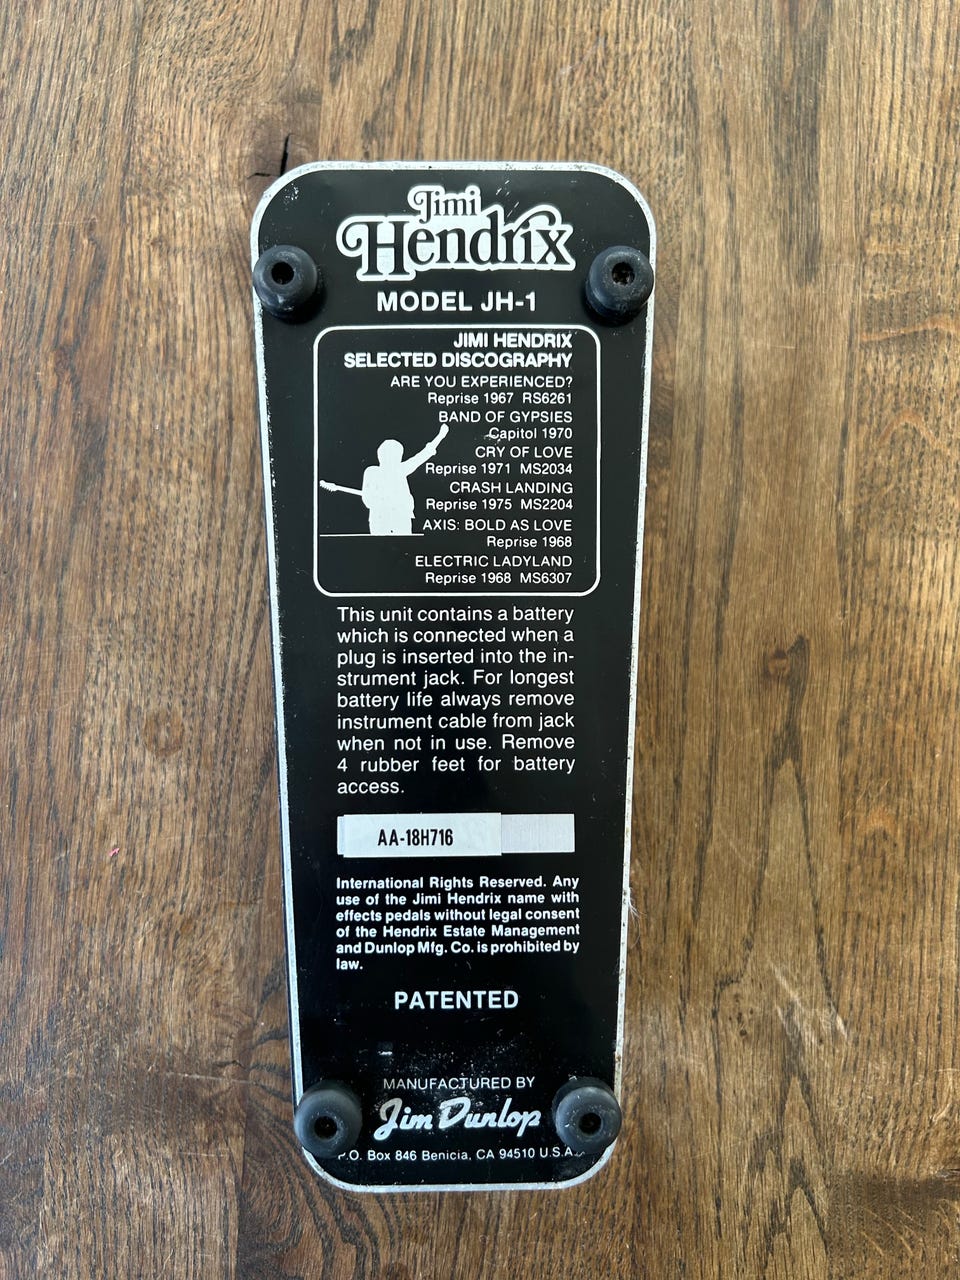 Jimi
Hendrix
MODEL JH-1
JIMI HENDRIX
SELECTED DISCOGRAPHY
ARE YOU EXPERIENCED?
Reprise 1967 RS6261
BAND OF GYPSIES
Capitol 1970
CRY OF LOVE
Reprise 1971 MS2034
CRASH LANDING
Reprise 1975 MS2204
AXIS: BOLD AS LOVE
Reprise 1968
ELECTRIC LADYLAND
Reprise 1968 MS6307
This unit contains a battery
which is connected when a
plug is inserted into the in-
strument jack. For longest
battery life always remove
instrument cable from jack
when not in use. Remove
4 rubber feet for battery
access.
AA-18H716
International Rights Reserved. Any
use of the Jimi Hendrix name with
effects pedals without legal consent
of the Hendrix Estate Management
and Dunlop Mfg. Co. is prohibited by
law.
PATENTED
MANUFACTURED BY
Jim Dunlop
P.O. Box 846 Benicia, CA 94510 U.S.A.